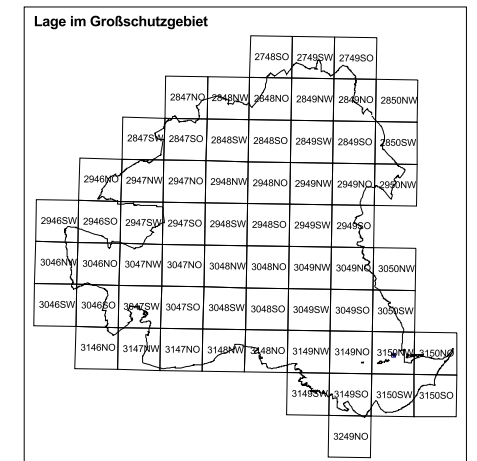 Lage im Großschutzgebiet
2748SO 2749SW 2749SO
2847NO 2848NW 2848NO 2849NW 2849NO 2850NW
2847SW 2847SO 2848SW 2848SO 2849SW 2849SO 2850SW
2946NO 2947NW 2947NO 2948NW 2948NO 2949NW 2949NO 2950NW
2946SW 2946SO 2947SW 2947SO 2948SW 2948SO 2949SW 2949SO
3046NW 3046NO 3047NW 3047NO 3048NW 3048NO 3049NW 3049NO 3050NW
3046SW 3046SO 3047SW 3047SO 3048SW 3048SO 3049SW 3049SO 3050SW
3146NO 3147NW 3147NO 3148NW 3148NO 3149NW 3149NO 3150NW 3150NO
3149SW 3149SO 3150SW 3150SO
3249NO